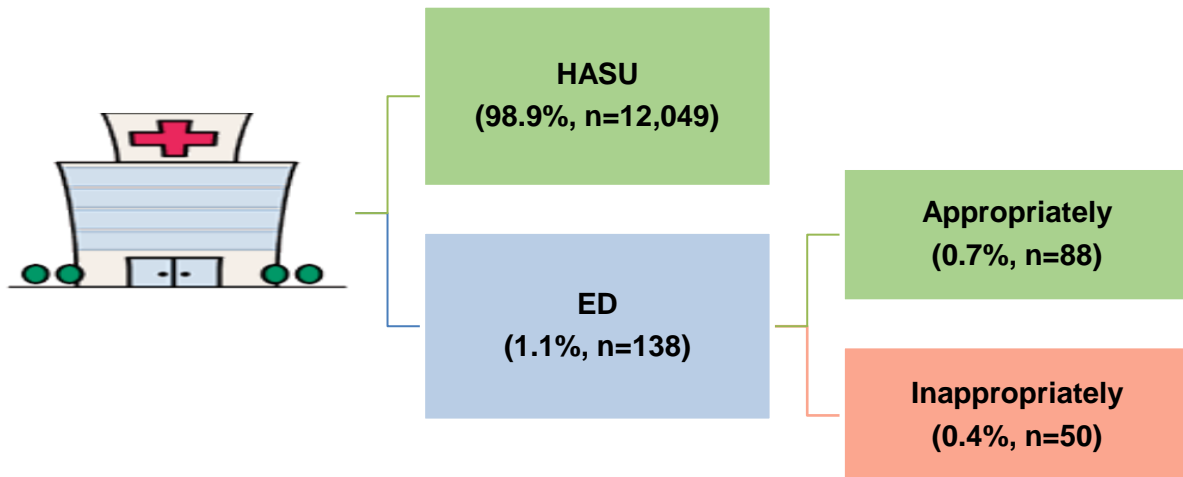 HASU
(98.9%, n=12,049)
ED
(1.1%, n=138)
Appropriately
(0.7%, n=88)
Inappropriately
(0.4%, n=50)